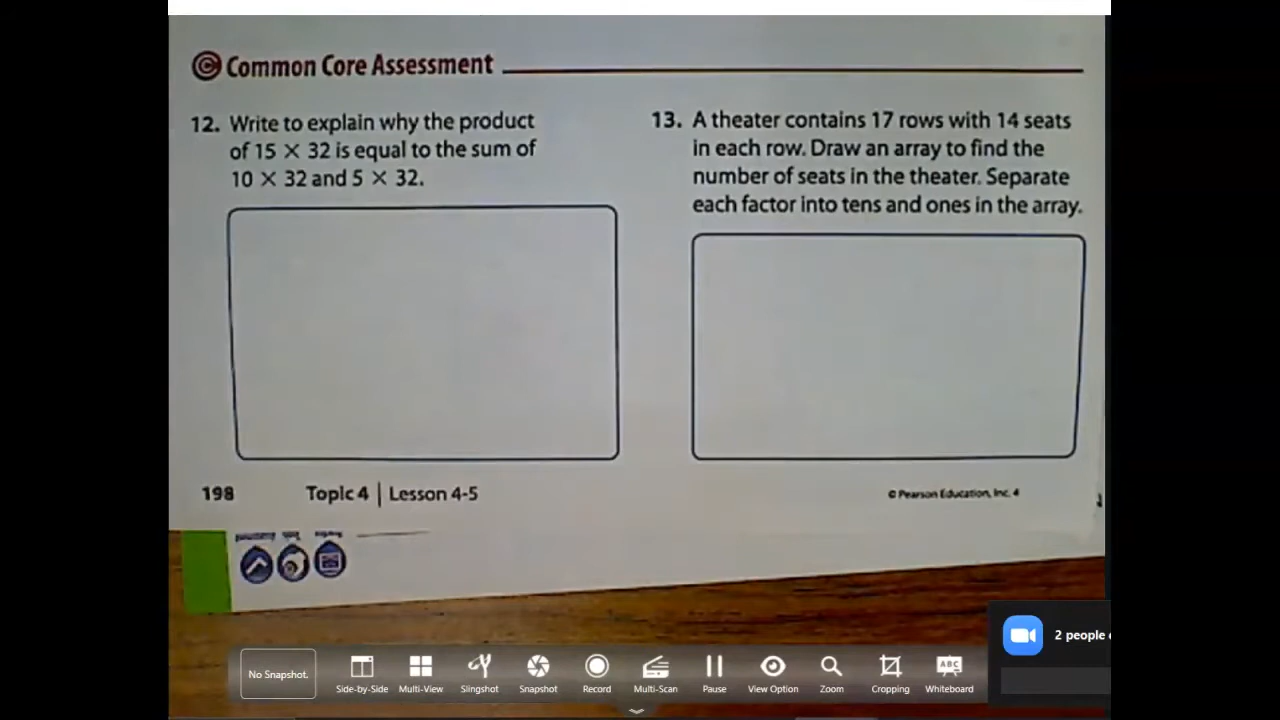 Common Core Assessment
12. Write to explain why the product
of 15 × 32 is equal to the sum of
10 × 32 and 5 × 32.
13. A theater contains 17 rows with 14 seats
in each row. Draw an array to find the
number of seats in the theater. Separate
each factor into tens and ones in the array.
198 Topic 4 | Lesson 4-5
© Pearson Education, Inc. 4
2 people
No Snapshot.
Side-by-Side
Multi-View
Slingshot
Snapshot
Record
Multi-Scan
Pause
View Option
Zoom
Cropping
ABC
Whiteboard